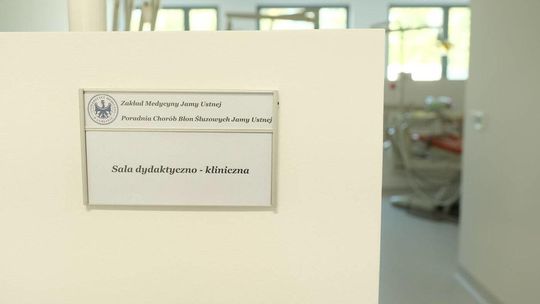 Zakład Medycyny Jamy Ustnej
Poradnia Chorób Błon Śluzowych Jamy Ustnej
Sala dydaktyczno - kliniczna